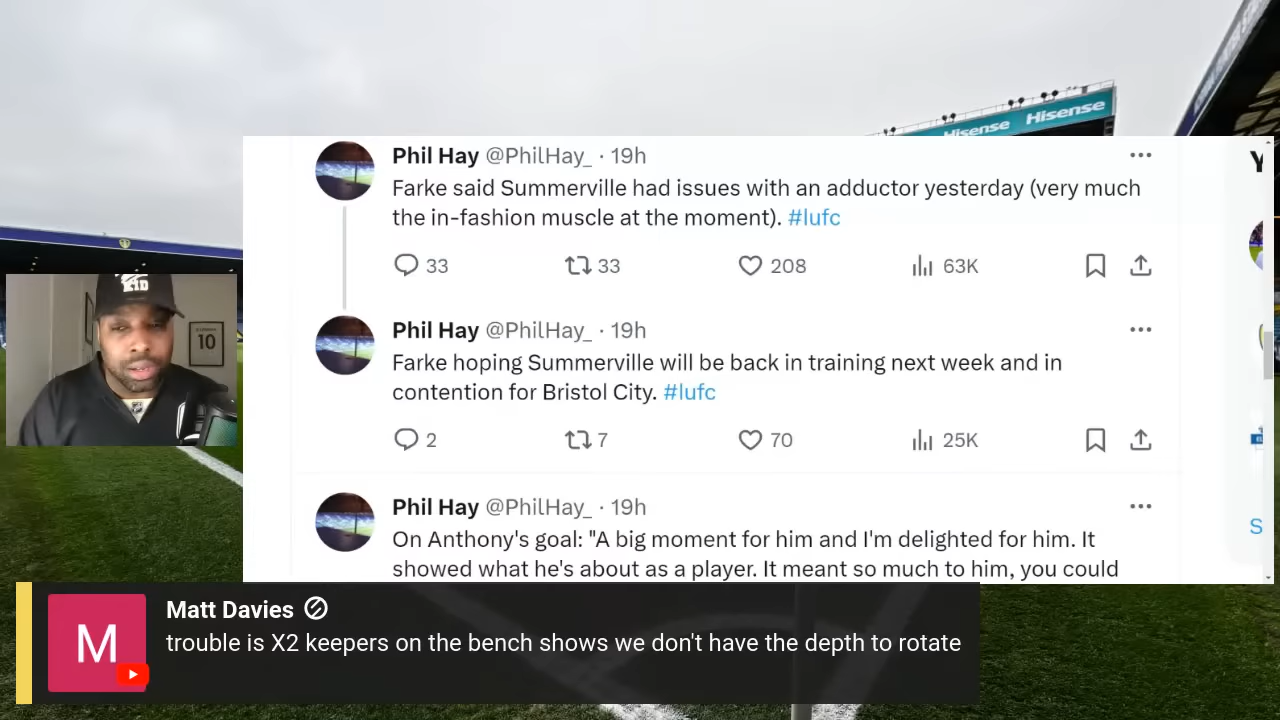 Hisense Hisense
Phil Hay @PhilHay_ · 19h
Farke said Summerville had issues with an adductor yesterday (very much
the in-fashion muscle at the moment). #lufc
33 33 208 63K
Phil Hay @PhilHay_ · 19h
Farke hoping Summerville will be back in training next week and in
contention for Bristol City. #lufc
2 7 70 25K
Phil Hay @PhilHay_ · 19h
On Anthony's goal: "A big moment for him and I'm delighted for him. It
showed what he's about as a player. It meant so much to him, you could
Y
S
KID
10
M
Matt Davies
trouble is X2 keepers on the bench shows we don't have the depth to rotate